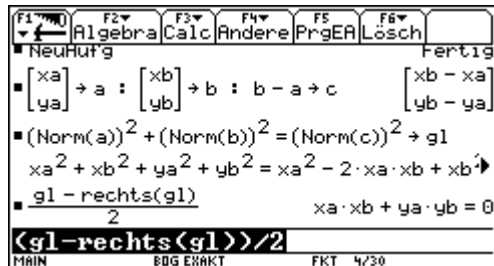 F1 F2 Algebra F3 Calc F4 Andere F5 PrgEA F6 Lösch
NeuAufg Fertig
[xa ya] → a : [xb yb] → b : b - a → c [xb - xa yb - ya]
(Norm(a))² + (Norm(b))² = (Norm(c))² → gl
xa² + xb² + ya² + yb² = xa² - 2·xa·xb + xb²
gl - rechts(gl) / 2 xa·xb + ya·yb = 0
(gl-rechts(gl))/2
MAIN BOG EXAKT FKT 4/30